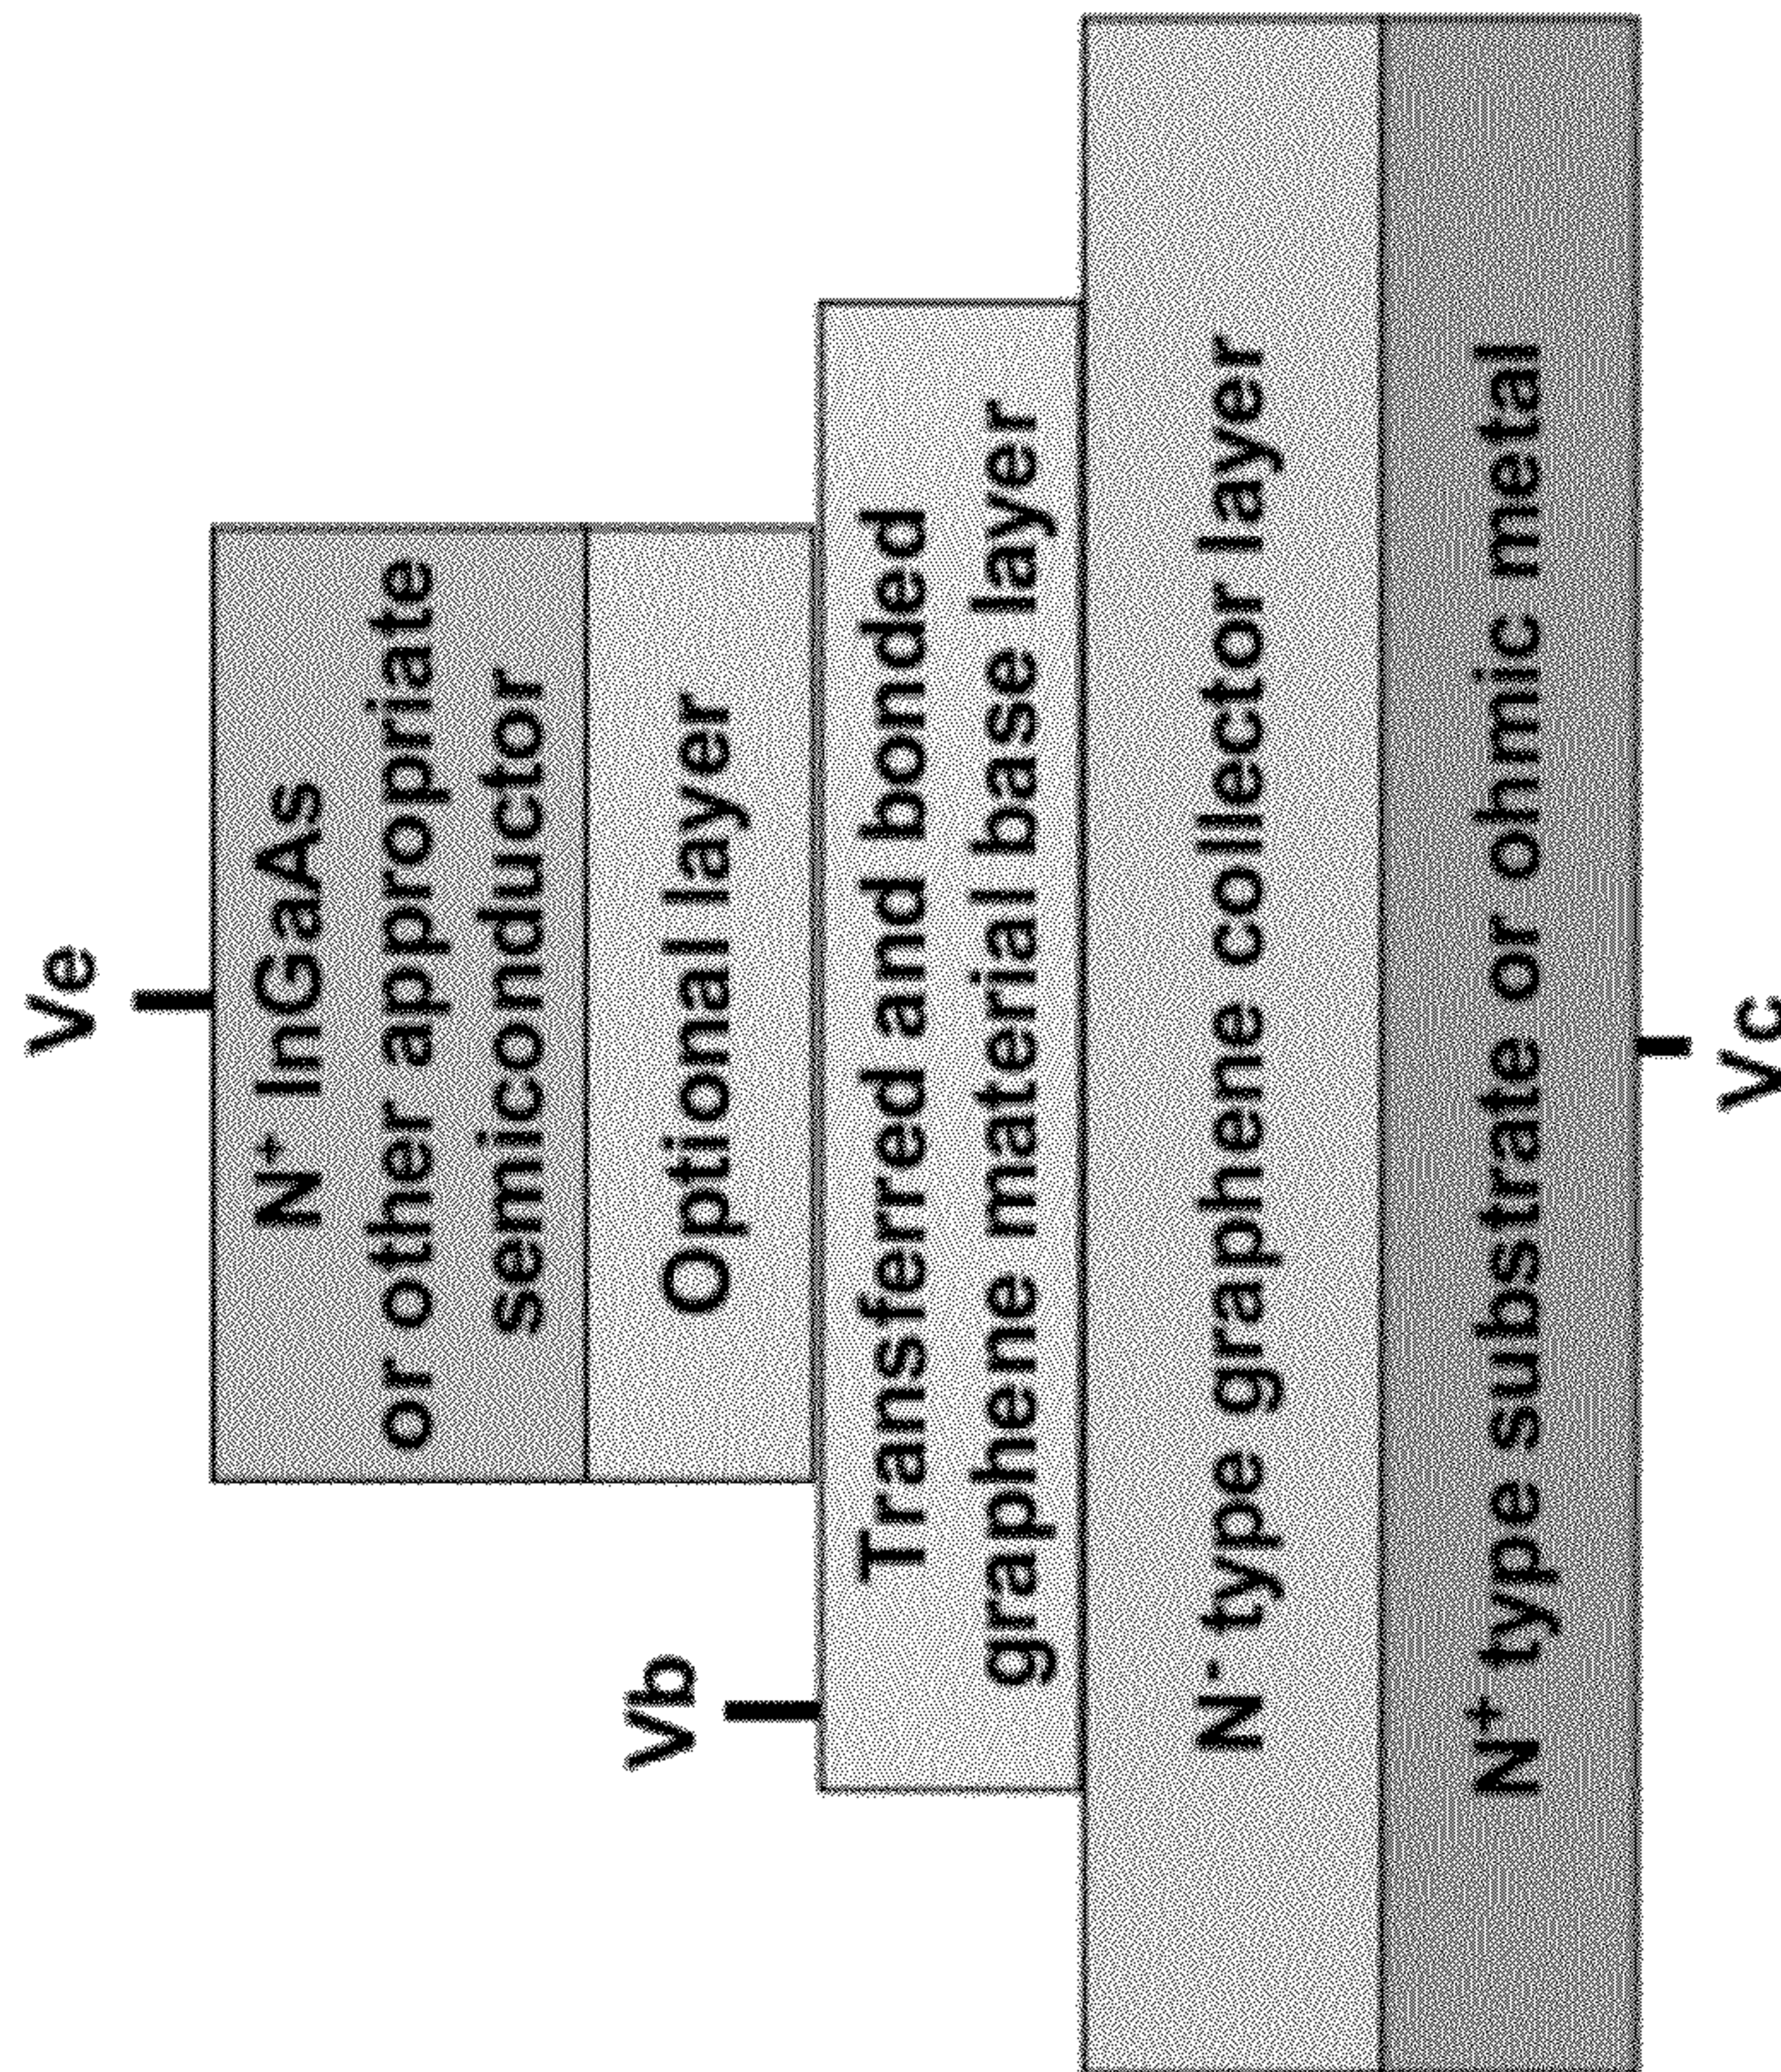 Ve
N⁺ InGaAs
or other appropriate
semiconductor
Optional layer
Vb
Transferred and bonded
graphene material base layer
N⁻ type graphene collector layer
N⁺ type substrate or ohmic metal
Vc